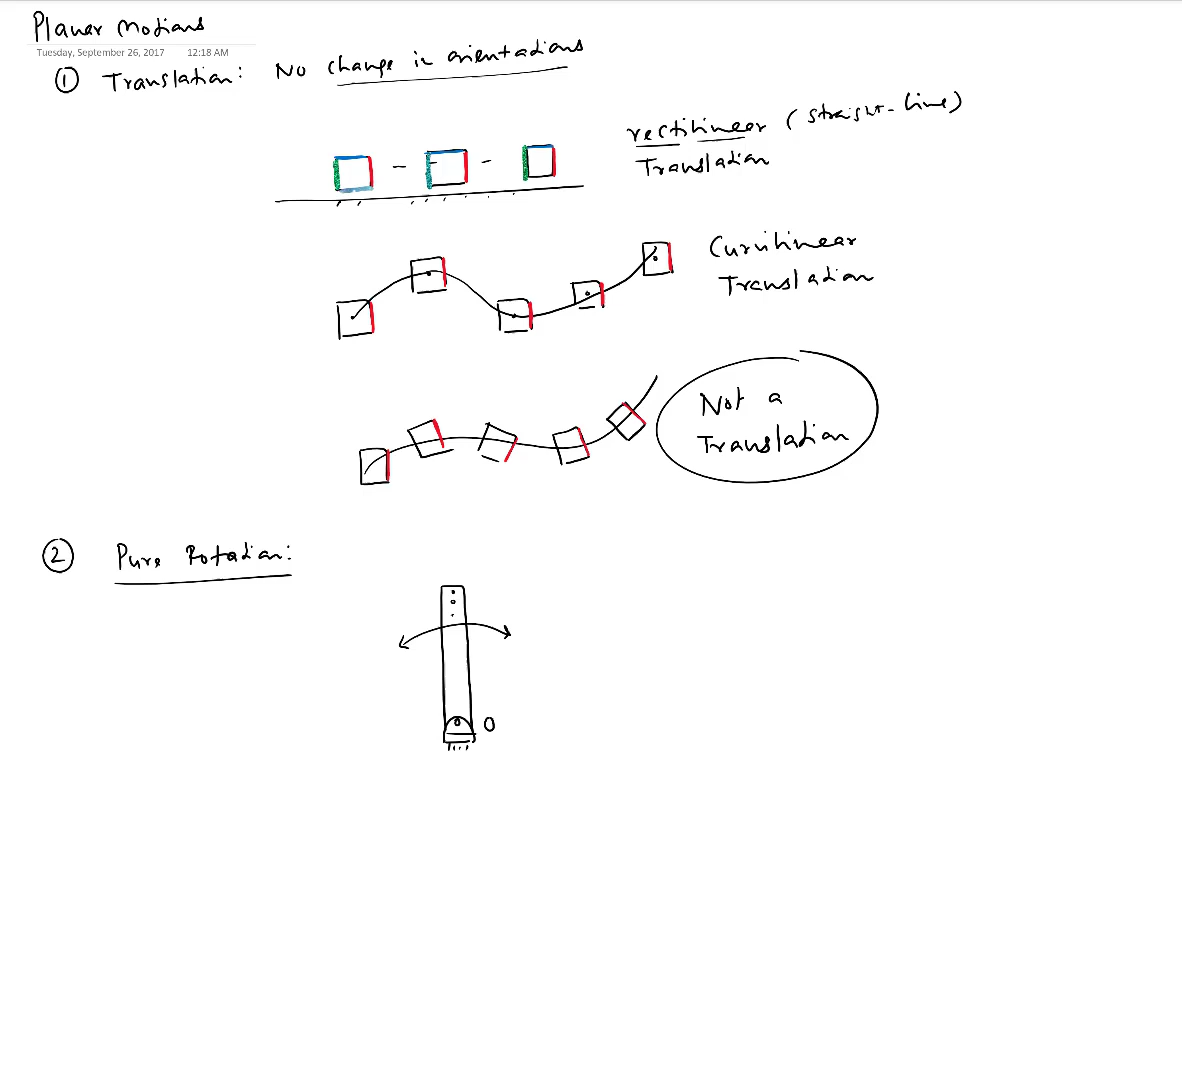 Planar Motions
Tuesday, September 26, 2017 12:18 AM
① Translation: No change in orientations
rectilinear (straight-line)
Translation
Curvilinear
Translation
Not a
Translation
② Pure Rotation:
O